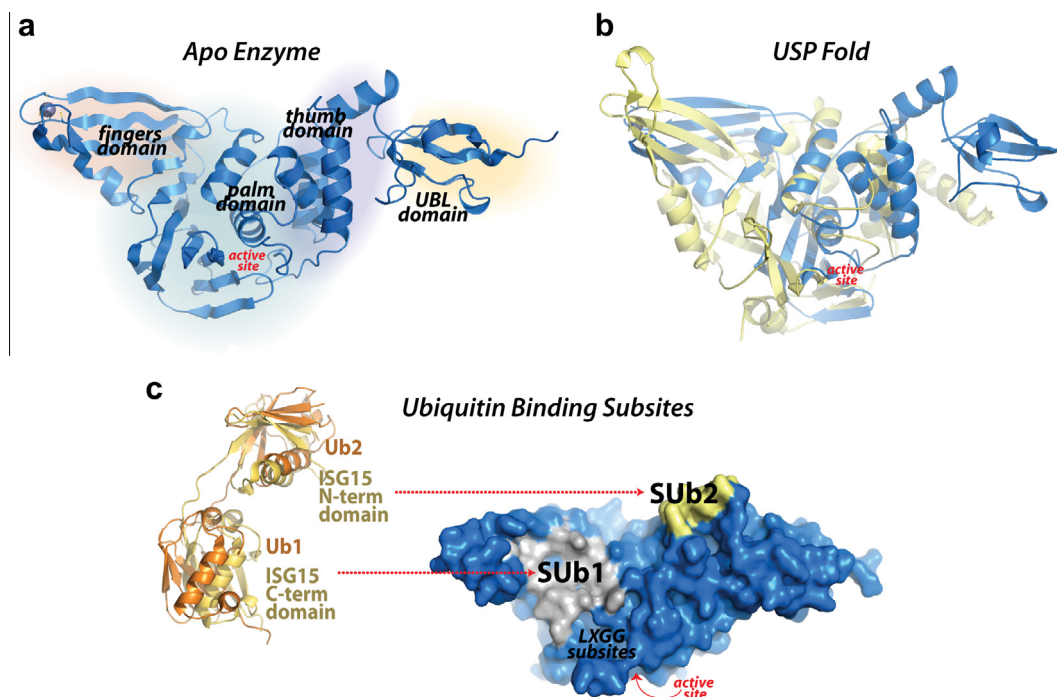 a
Apo Enzyme
fingers
domain
thumb
domain
palm
domain
UBL
domain
active
site
b
USP Fold
active
site
c
Ubiquitin Binding Subsites
Ub2
ISG15
N-term
domain
Ub1
ISG15
C-term
domain
SUb2
SUb1
LXGG
subsites
active
site